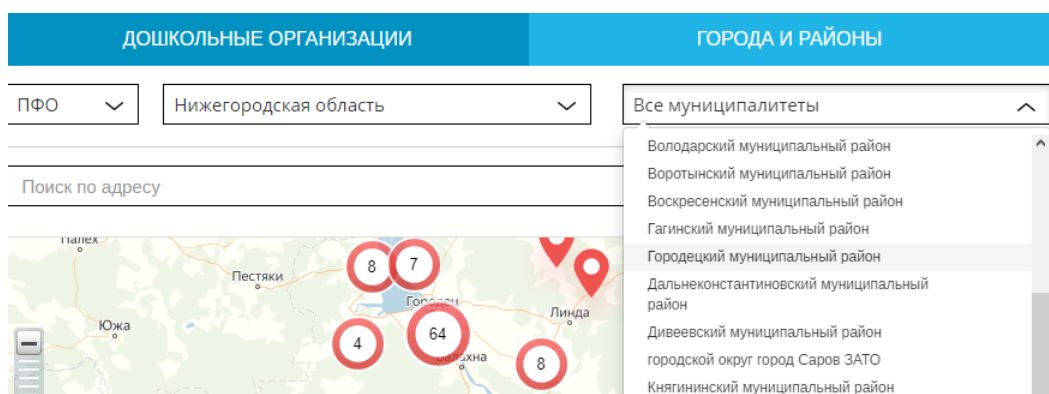 ДОШКОЛЬНЫЕ ОРГАНИЗАЦИИ
ГОРОДА И РАЙОНЫ
ПФО
Нижегородская область
Все муниципалитеты
Володарский муниципальный район
Воротынский муниципальный район
Воскресенский муниципальный район
Гагинский муниципальный район
Городецкий муниципальный район
Дальнеконстантиновский муниципальный
район
Дивеевский муниципальный район
городской округ город Саров ЗАТО
Княгининский муниципальный район
Поиск по адресу
Палех
Пестяки
8
7
Городец
Линда
Южа
4
64
8